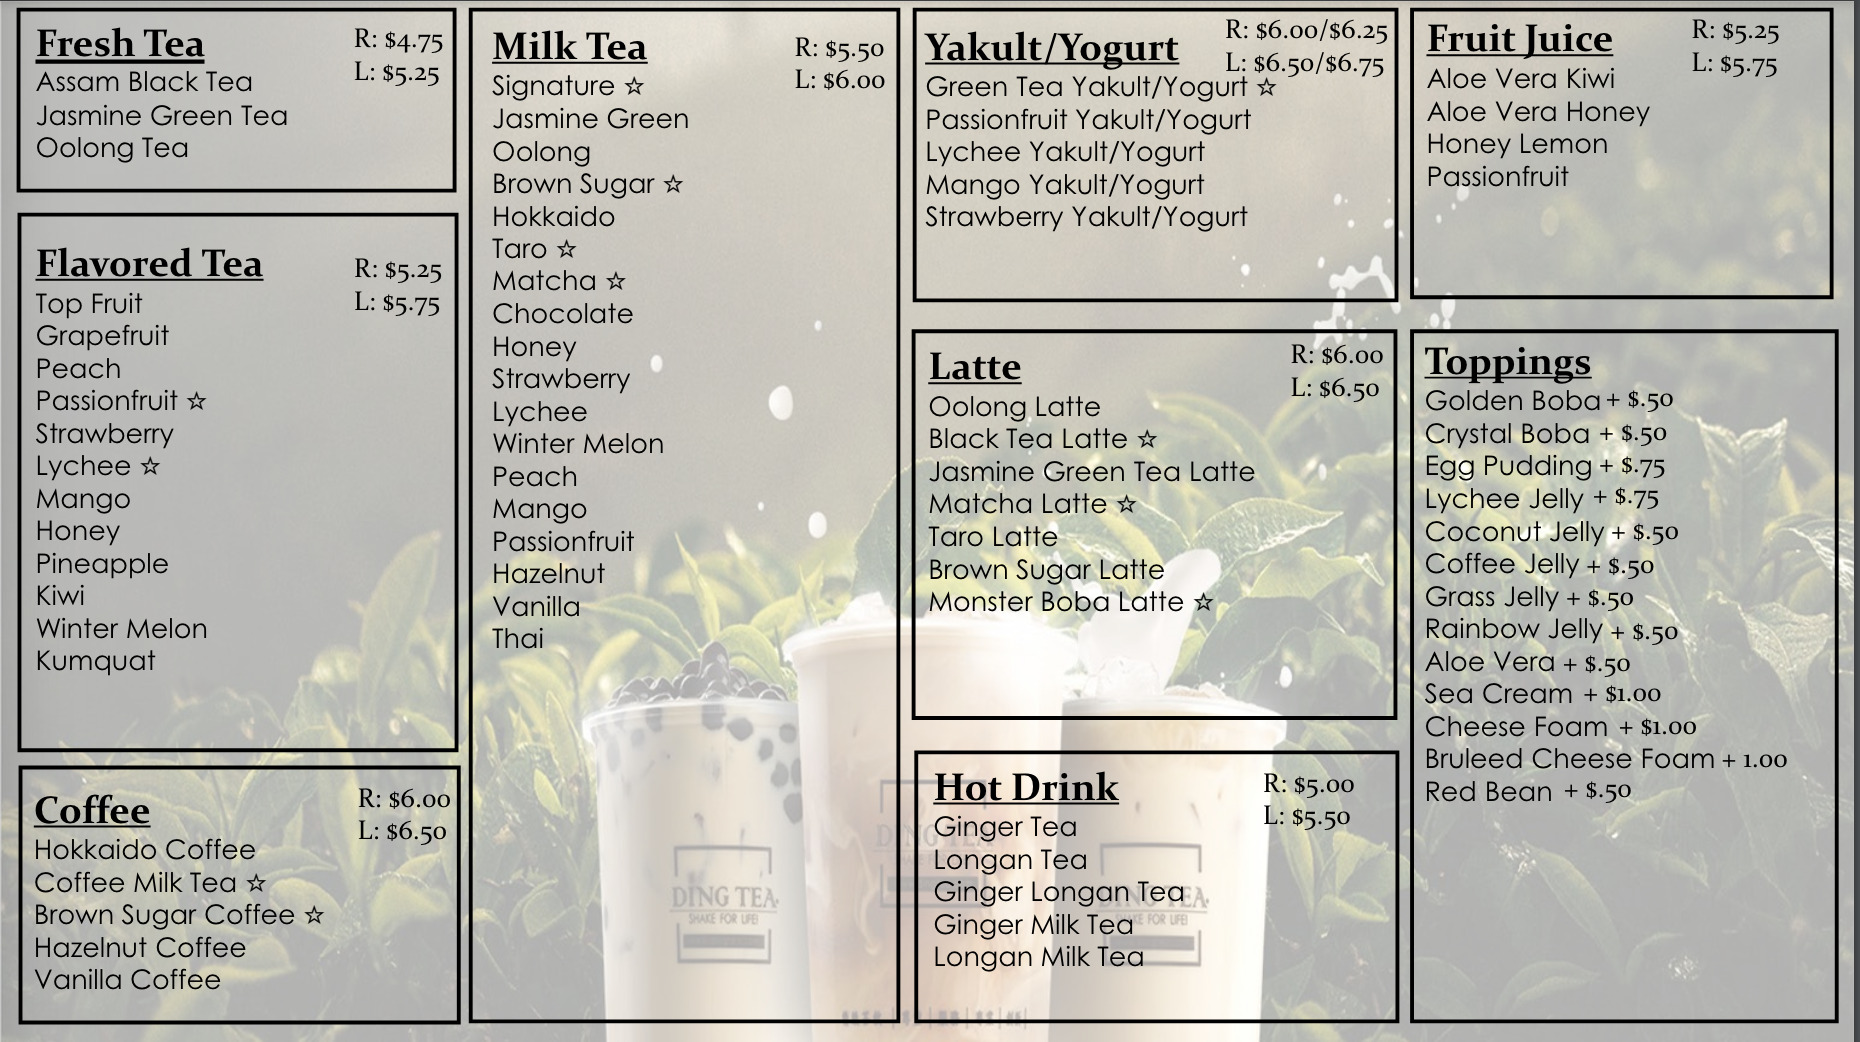 Fresh Tea
R: $4.75
L: $5.25
Assam Black Tea
Jasmine Green Tea
Oolong Tea
Flavored Tea
R: $5.25
L: $5.75
Top Fruit
Grapefruit
Peach
Passionfruit ☆
Strawberry
Lychee ☆
Mango
Honey
Pineapple
Kiwi
Winter Melon
Kumquat
Coffee
R: $6.00
L: $6.50
Hokkaido Coffee
Coffee Milk Tea ☆
Brown Sugar Coffee ☆
Hazelnut Coffee
Vanilla Coffee
Milk Tea
R: $5.50
L: $6.00
Signature ☆
Jasmine Green
Oolong
Brown Sugar ☆
Hokkaido
Taro ☆
Matcha ☆
Chocolate
Honey
Strawberry
Lychee
Winter Melon
Peach
Mango
Passionfruit
Hazelnut
Vanilla
Thai
DING TEA
SHAKE FOR LIFE!
Yakult/Yogurt
R: $6.00/$6.25
L: $6.50/$6.75
Green Tea Yakult/Yogurt ☆
Passionfruit Yakult/Yogurt
Lychee Yakult/Yogurt
Mango Yakult/Yogurt
Strawberry Yakult/Yogurt
Latte
R: $6.00
L: $6.50
Oolong Latte
Black Tea Latte ☆
Jasmine Green Tea Latte
Matcha Latte ☆
Taro Latte
Brown Sugar Latte
Monster Boba Latte ☆
Hot Drink
R: $5.00
L: $5.50
Ginger Tea
Longan Tea
Ginger Longan Tea
Ginger Milk Tea
Longan Milk Tea
DING TEA
SHAKE FOR LIFE!
Fruit Juice
R: $5.25
L: $5.75
Aloe Vera Kiwi
Aloe Vera Honey
Honey Lemon
Passionfruit
Toppings
Golden Boba + $.50
Crystal Boba + $.50
Egg Pudding + $.75
Lychee Jelly + $.75
Coconut Jelly + $.50
Coffee Jelly + $.50
Grass Jelly + $.50
Rainbow Jelly + $.50
Aloe Vera + $.50
Sea Cream + $1.00
Cheese Foam + $1.00
Bruleed Cheese Foam + 1.00
Red Bean + $.50